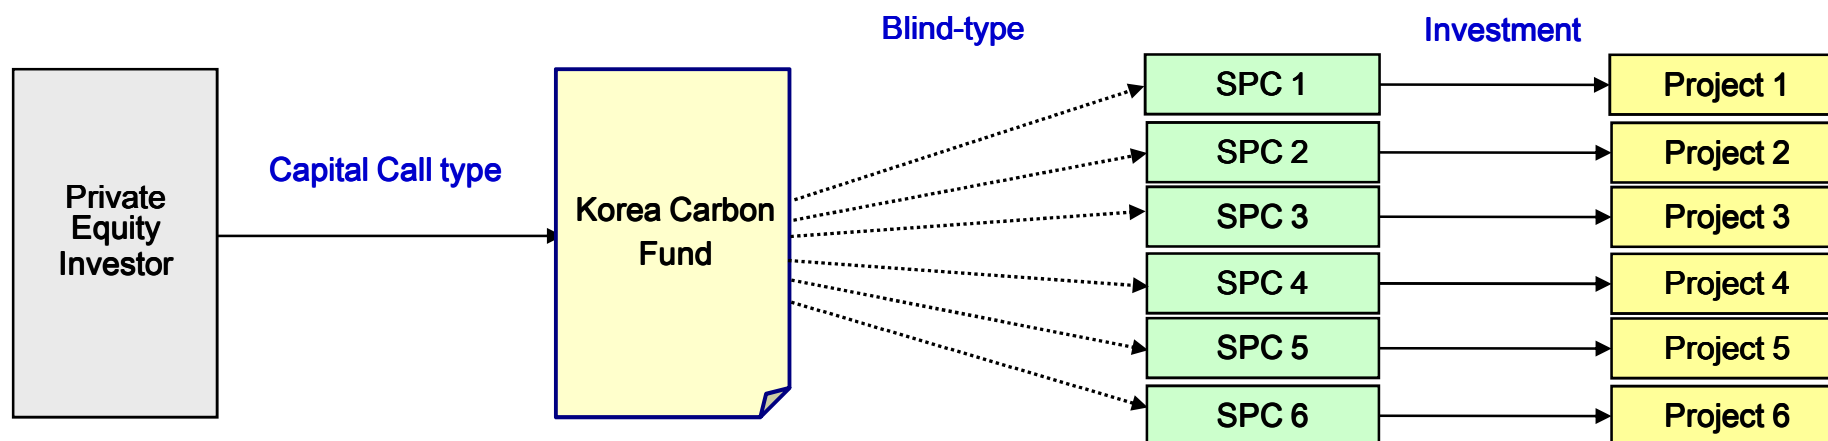 Blind-type
Investment
Capital Call type
Private
Equity
Investor
Korea Carbon
Fund
SPC 1
Project 1
SPC 2
Project 2
SPC 3
Project 3
SPC 4
Project 4
SPC 5
Project 5
SPC 6
Project 6